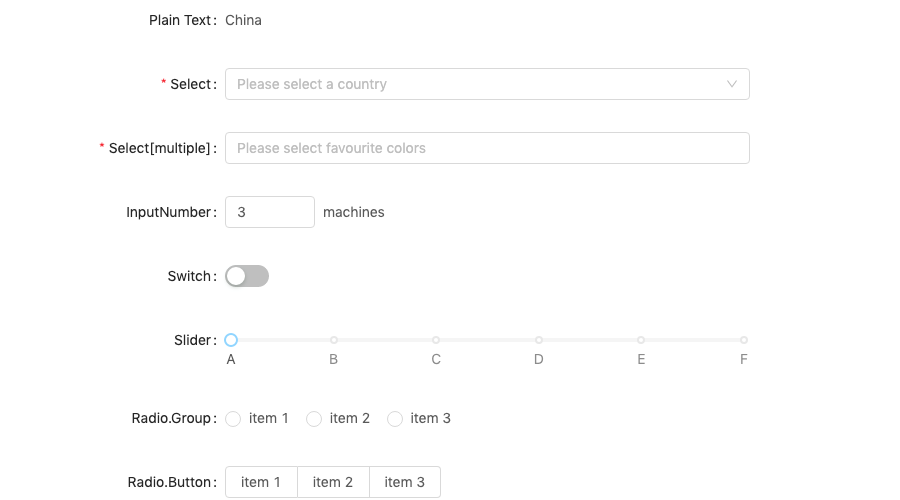 Plain Text: China
* Select: Please select a country
* Select[multiple]: Please select favourite colors
InputNumber: 3 machines
Switch:
Slider:
A B C D E F
Radio.Group: item 1 item 2 item 3
Radio.Button: item 1 item 2 item 3